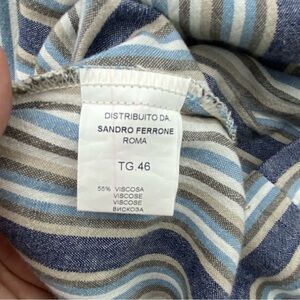 DISTRIBUITO DA:
SANDRO FERRONE
ROMA
TG.46
55% VISCOSA
VISCOSE
VISCOSE
ВИСКОЗА